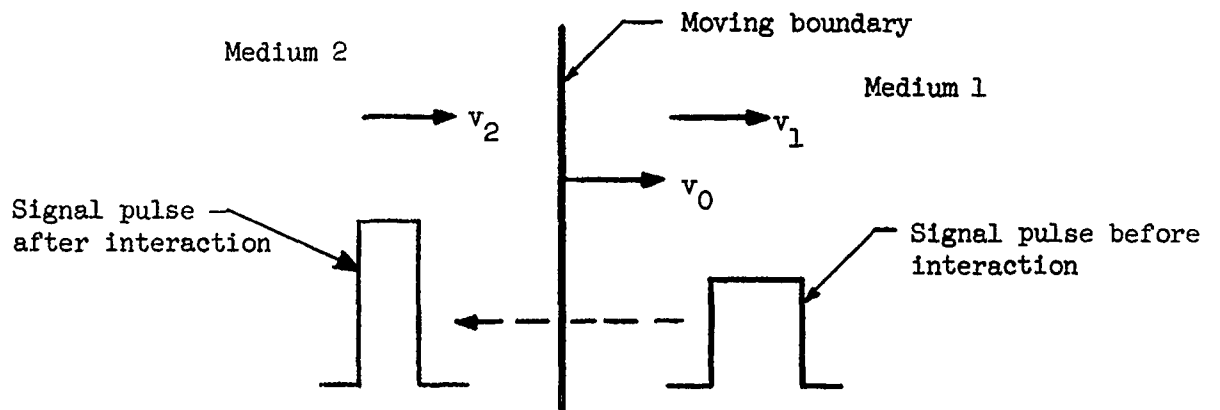 Moving boundary
Medium 2
Medium 1
v2
v1
v0
Signal pulse
after interaction
Signal pulse before
interaction